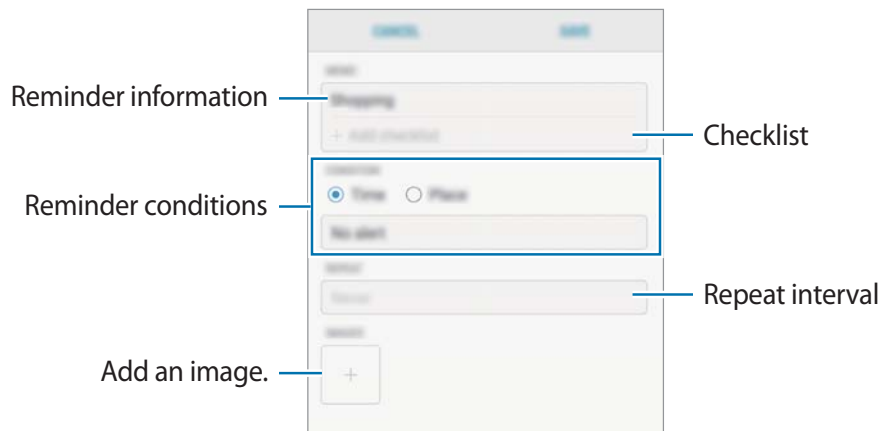 CANCEL SAVE
Reminder information
Shopping
+ Add checklist
Checklist
Reminder conditions
Time Place
No alert
Repeat interval
Add an image.
+